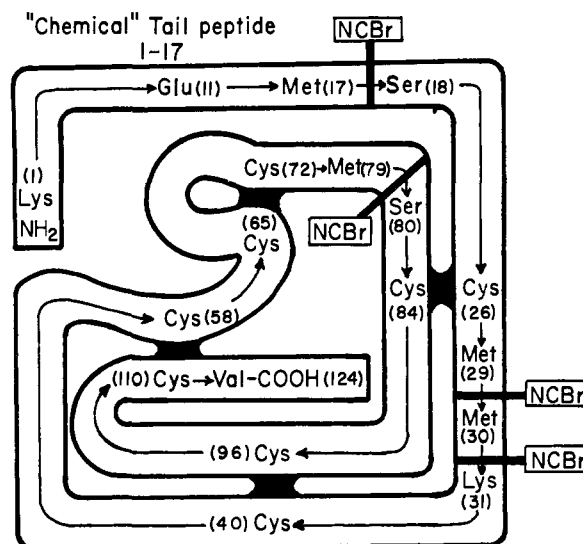 "Chemical" Tail peptide
1-17
NCBr
Glu (11) Met (17) Ser (18)
(1)
Lys
NH2
Cys (72) Met (79)
Ser
(80)
NCBr
(65)
Cys
Cys (58)
Cys
(84)
Cys
(26)
Met
(29)
NCBr
(110) Cys Val-COOH (124)
Met
(30)
NCBr
(96) Cys
Lys
(31)
(40) Cys